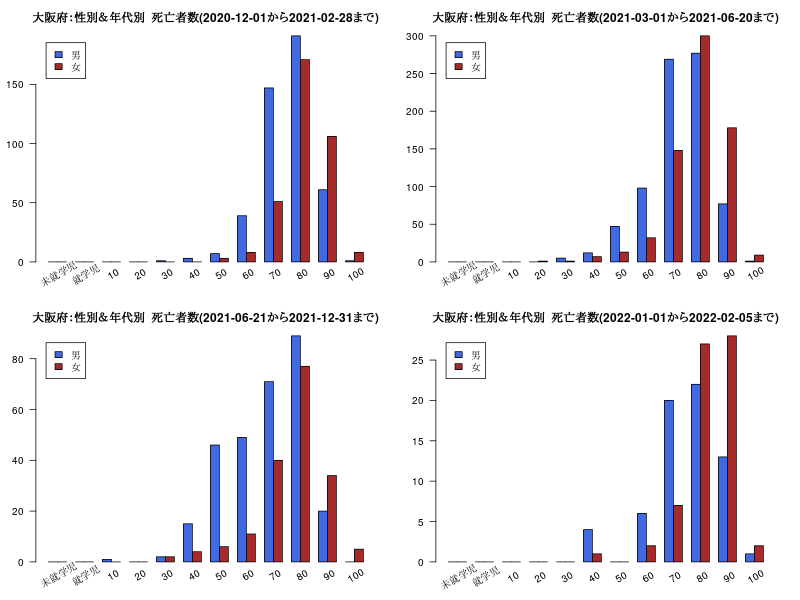 大阪府：性別＆年代別 死亡者数(2020-12-01から2021-02-28まで)
男
女
150
100
50
0
未就学児 就学児 10 20 30 40 50 60 70 80 90 100
大阪府：性別＆年代別 死亡者数(2021-03-01から2021-06-20まで)
男
女
300
250
200
150
100
50
0
未就学児 就学児 10 20 30 40 50 60 70 80 90 100
大阪府：性別＆年代別 死亡者数(2021-06-21から2021-12-31まで)
男
女
80
60
40
20
0
未就学児 就学児 10 20 30 40 50 60 70 80 90 100
大阪府：性別＆年代別 死亡者数(2022-01-01から2022-02-05まで)
男
女
25
20
15
10
5
0
未就学児 就学児 10 20 30 40 50 60 70 80 90 100